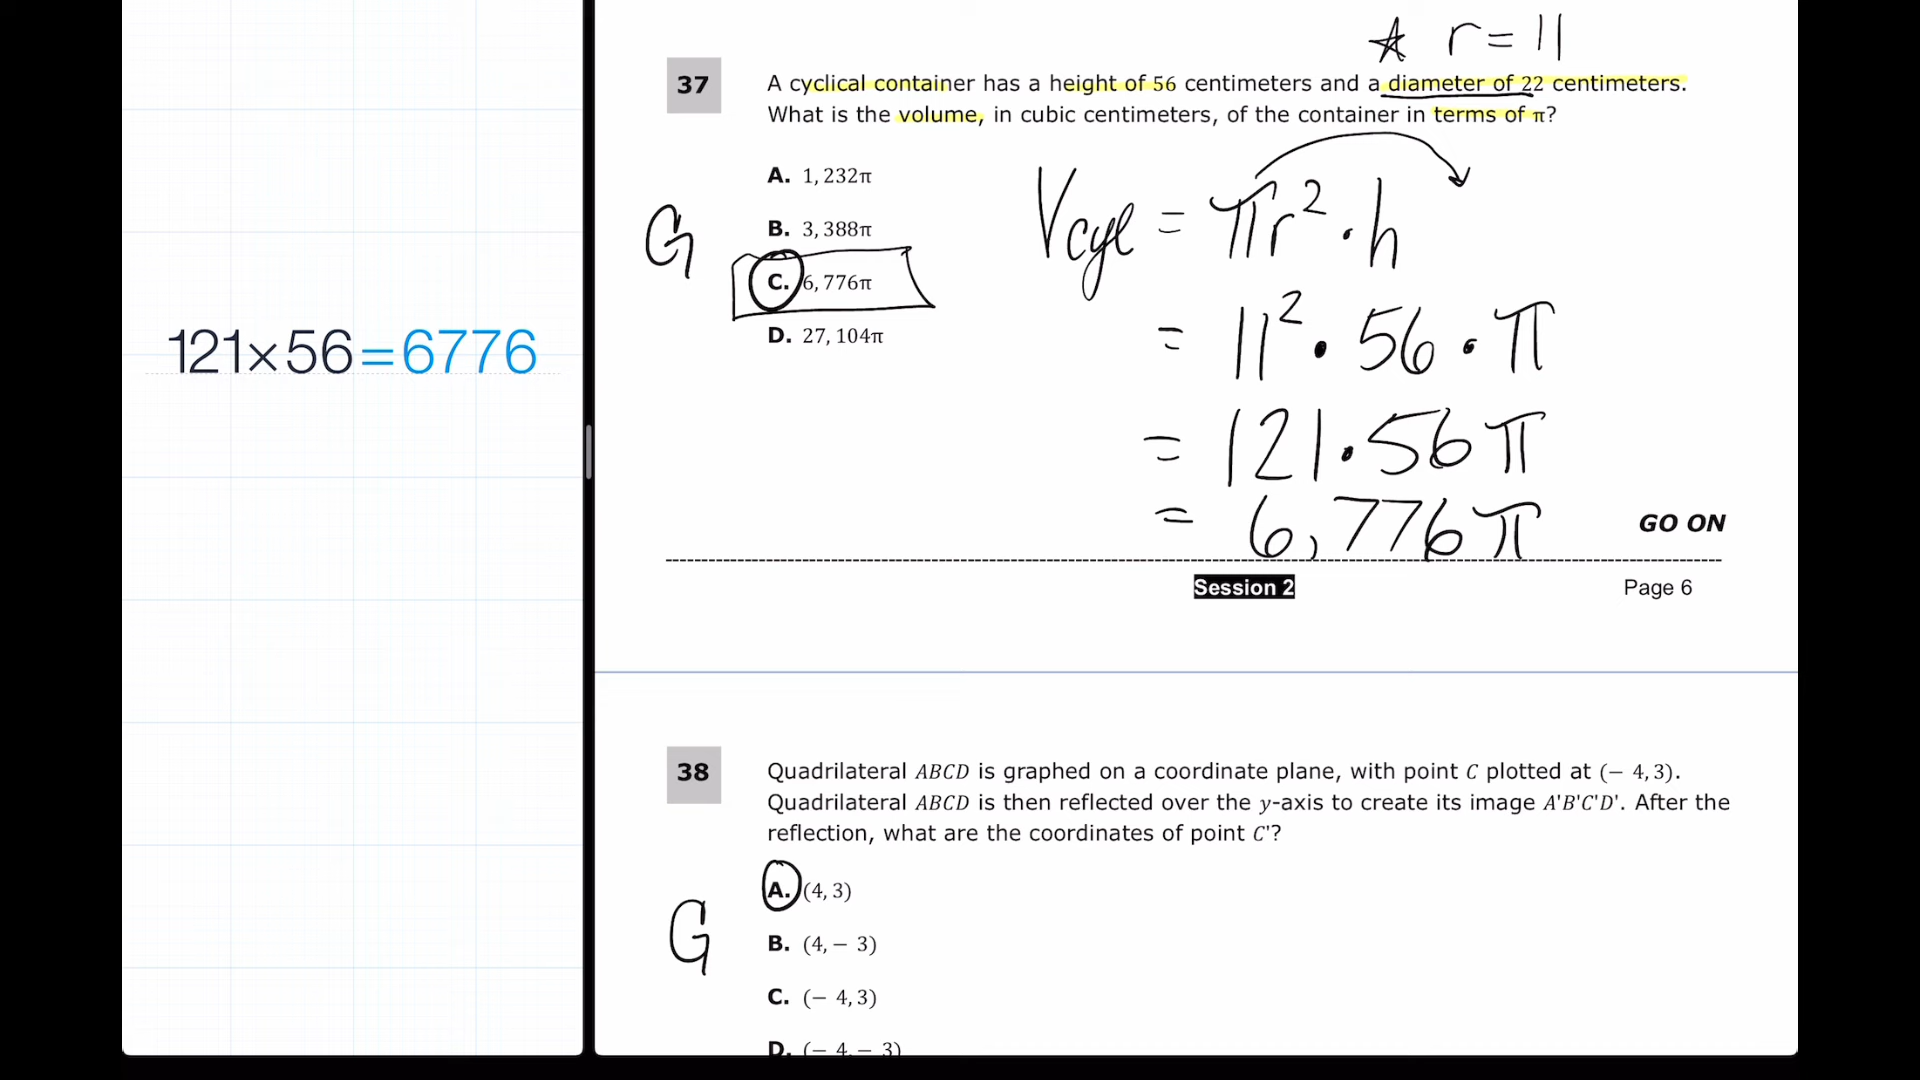 121×56=6776
☆ r = 11
37 A cyclical container has a height of 56 centimeters and a diameter of 22 centimeters.
What is the volume, in cubic centimeters, of the container in terms of π?
A. 1, 232π
B. 3, 388π
C. 6, 776π
D. 27, 104π
G
Vcyl = πr² · h
= 11² · 56 · π
= 121 · 56 π
= 6,776 π
GO ON
Session 2
Page 6
38 Quadrilateral ABCD is graphed on a coordinate plane, with point C plotted at (− 4, 3).
Quadrilateral ABCD is then reflected over the y-axis to create its image A'B'C'D'. After the
reflection, what are the coordinates of point C'?
A. (4, 3)
G
B. (4, − 3)
C. (− 4, 3)
D. (− 4, − 3)